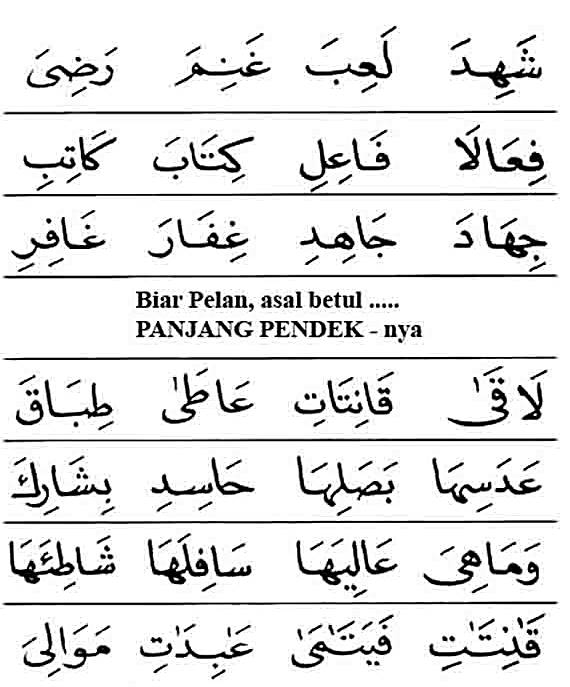 شَهِدَ لَعِبَ غَنِمَ رَضِىَ
فِعَالَا فَاعِلِ كِتَابَ كَاتِبِ
جِهَادَ جَاهِدِ غِفَارَ غَافِرِ
Biar Pelan, asal betul .....
PANJANG PENDEK - nya
لَاقَىٰ قَانِتَاتِ عَاطَىٰ طِبَاقَ
عَدَسِهَا بَصَلِهَا حَاسِدِ بِشَارِكَ
وَمَاهِىَ عَالِيَهَا سَافِلَهَا شَاطِئَهَا
قَٰنِتَٰتِ فَيَتَٰمَىٰ عَٰبِدَٰتِ مَوَالِىَ